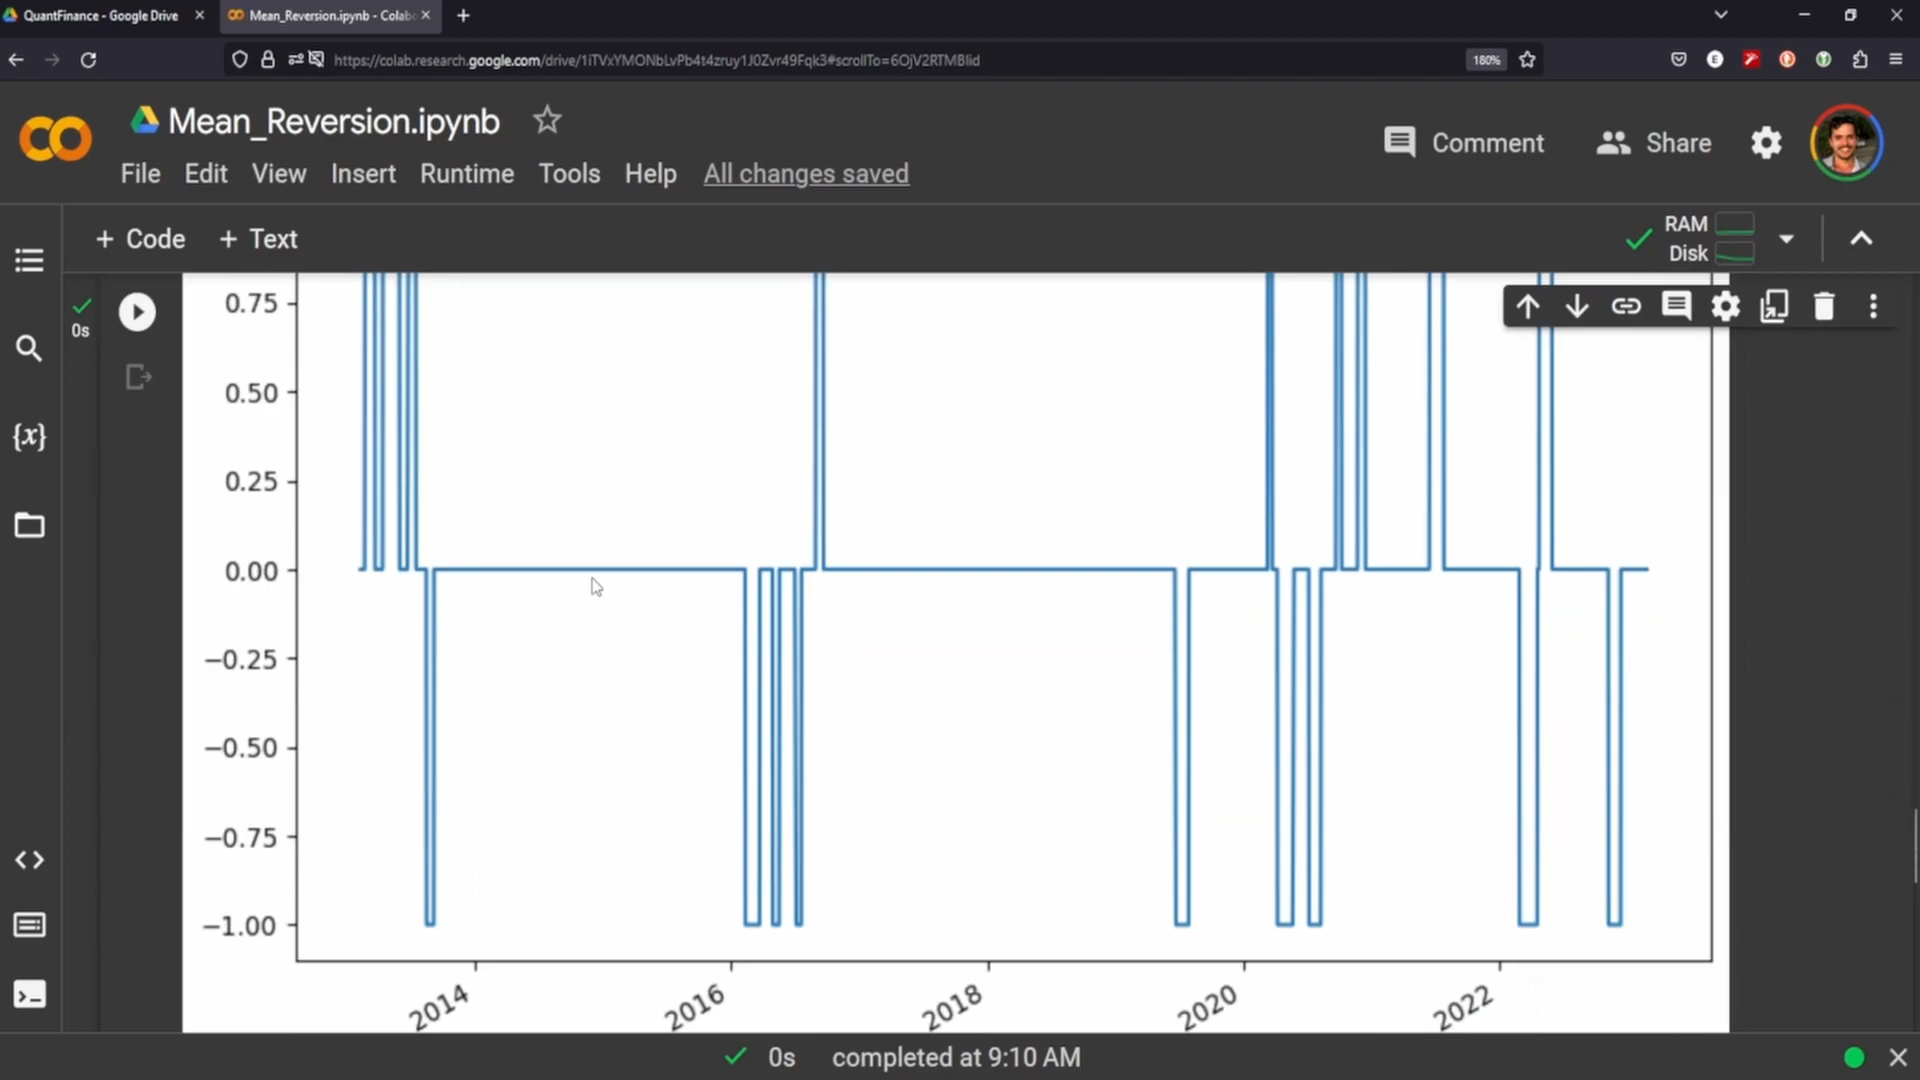 QuantFinance - Google Drive
Mean_Reversion.ipynb - Colab
https://colab.research.google.com/drive/1iTVxYMONbLvPb4t4zruy1J0Zvr49Fqk3#scrollTo=6OjV2RTMBlid
180%
Mean_Reversion.ipynb
Comment
Share
File Edit View Insert Runtime Tools Help All changes saved
+ Code + Text
RAM
Disk
0s
{x}
0.75
0.50
0.25
0.00
−0.25
−0.50
−0.75
−1.00
2014
2016
2018
2020
2022
0s completed at 9:10 AM